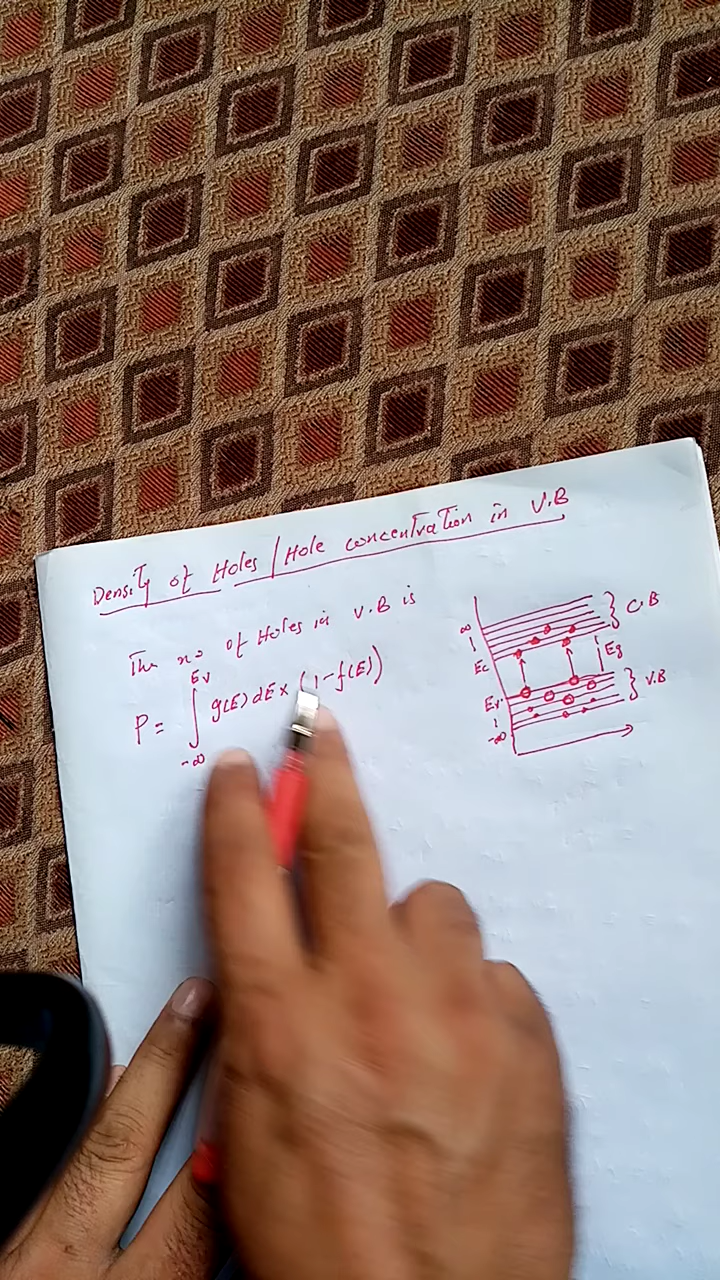 Density of Holes / Hole concentration in V.B
The no of Holes in V.B is
P = ∫ g(E) dE × (1-f(E))
Ev
-∞
∞
C.B
Ec
Eg
Ev
V.B
-∞